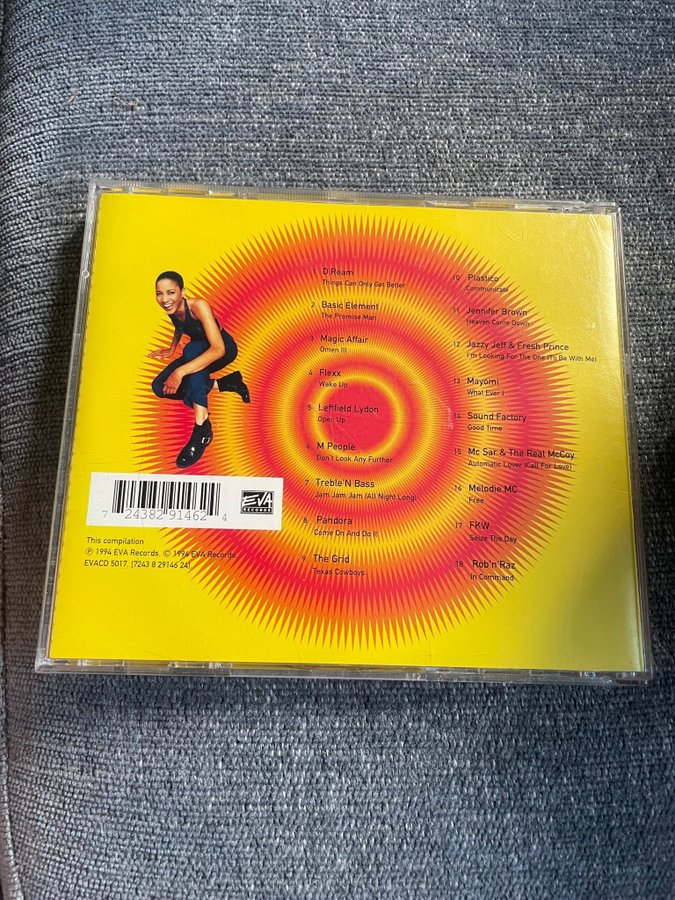 1 D:Ream
Things Can Only Get Better
2 Basic Element
The Promise Man
3 Magic Affair
Omen III
4 Flexx
Wake Up
5 Leftfield Lydon
Open Up
6 M People
Don't Look Any Further
7 Treble'N Bass
Jam Jam Jam (All Night Long)
8 Pandora
Come On And Do It
9 The Grid
Texas Cowboys
10 Plastico
Communicate
11 Jennifer Brown
Heaven Come Down
12 Jazzy Jeff & Fresh Prince
I'm Looking For The One (To Be With Me)
13 Mayomi
What Ever I
14 Sound Factory
Good Time
15 Mc Sar & The Real McCoy
Automatic Lover (Call For Love)
16 Melodie MC
Free
17 FKW
Seize The Day
18 Rob'n'Raz
In Command
7 24382 91462 4
EVA
RECORDS
This compilation
℗ 1994 EVA Records. © 1994 EVA Records
EVACD 5017. (7243 8 29146 24)